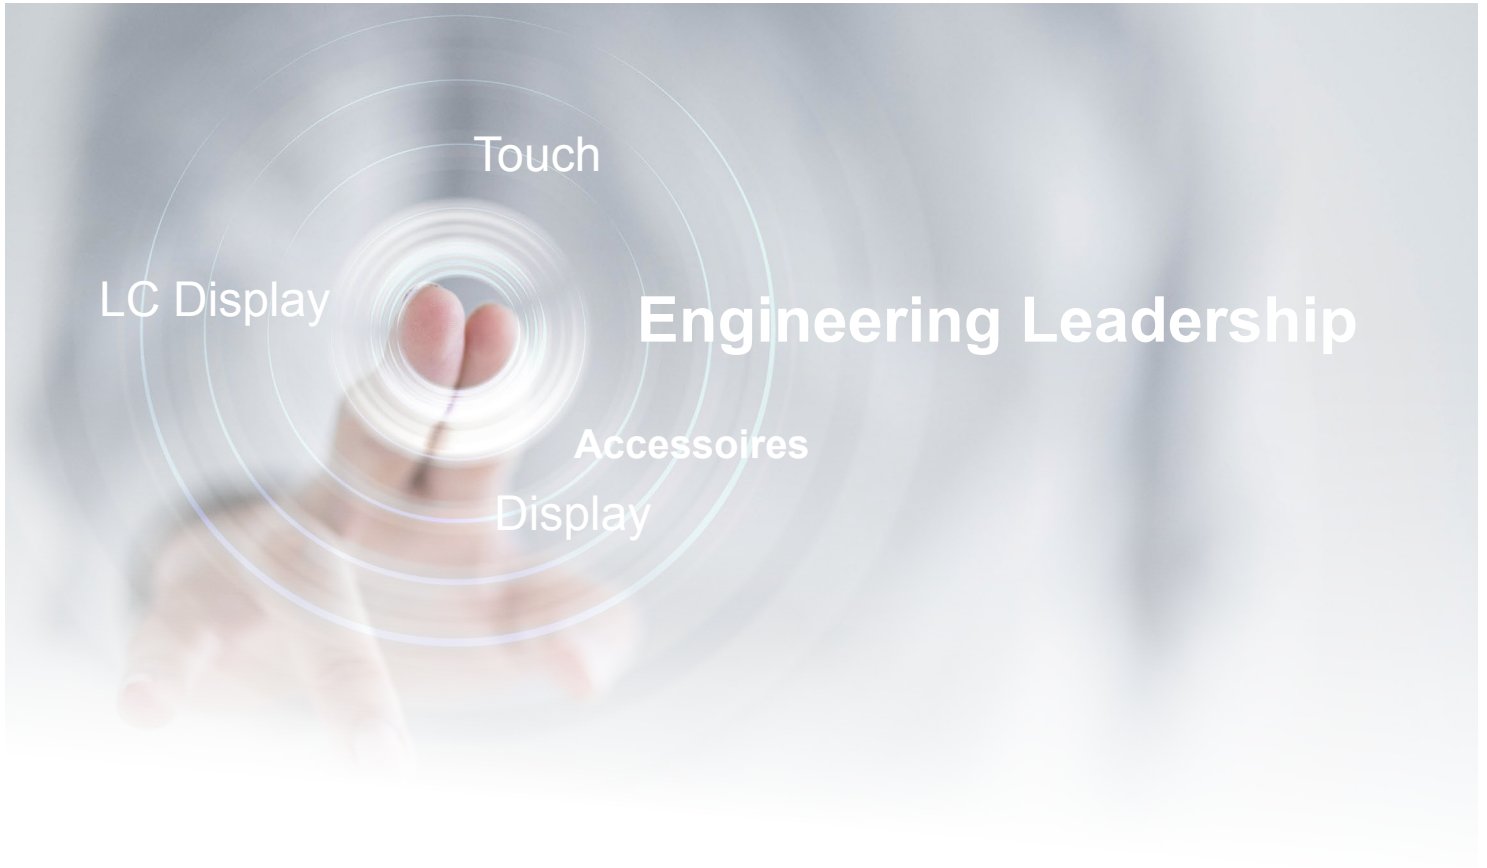 Touch
LC Display
Engineering Leadership
Accessoires
Display